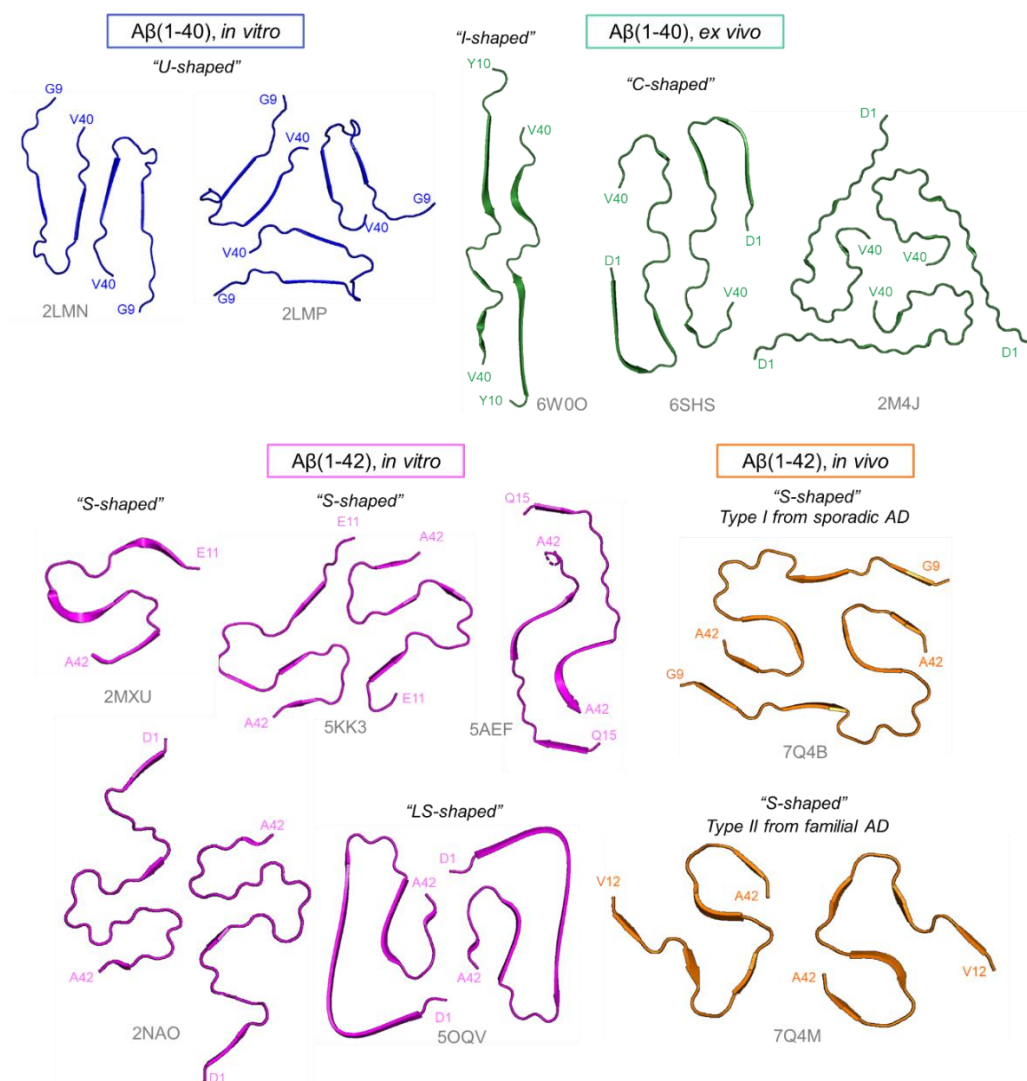 Aβ(1-40), in vitro
"U-shaped"
G9
V40
V40
G9
2LMN
G9
V40
G9
V40
V40
G9
2LMP
Aβ(1-40), ex vivo
"I-shaped"
Y10
V40
V40
Y10
6W0O
"C-shaped"
V40
D1
D1
V40
6SHS
D1
V40
V40
V40
D1
D1
2M4J
Aβ(1-42), in vitro
"S-shaped"
E11
A42
2MXU
"S-shaped"
E11
A42
E11
A42
5KK3
Q15
A42
A42
Q15
5AEF
D1
A42
A42
D1
2NAO
"LS-shaped"
D1
A42
A42
D1
5OQV
Aβ(1-42), in vivo
"S-shaped"
Type I from sporadic AD
G9
A42
A42
G9
7Q4B
"S-shaped"
Type II from familial AD
V12
A42
A42
V12
7Q4M